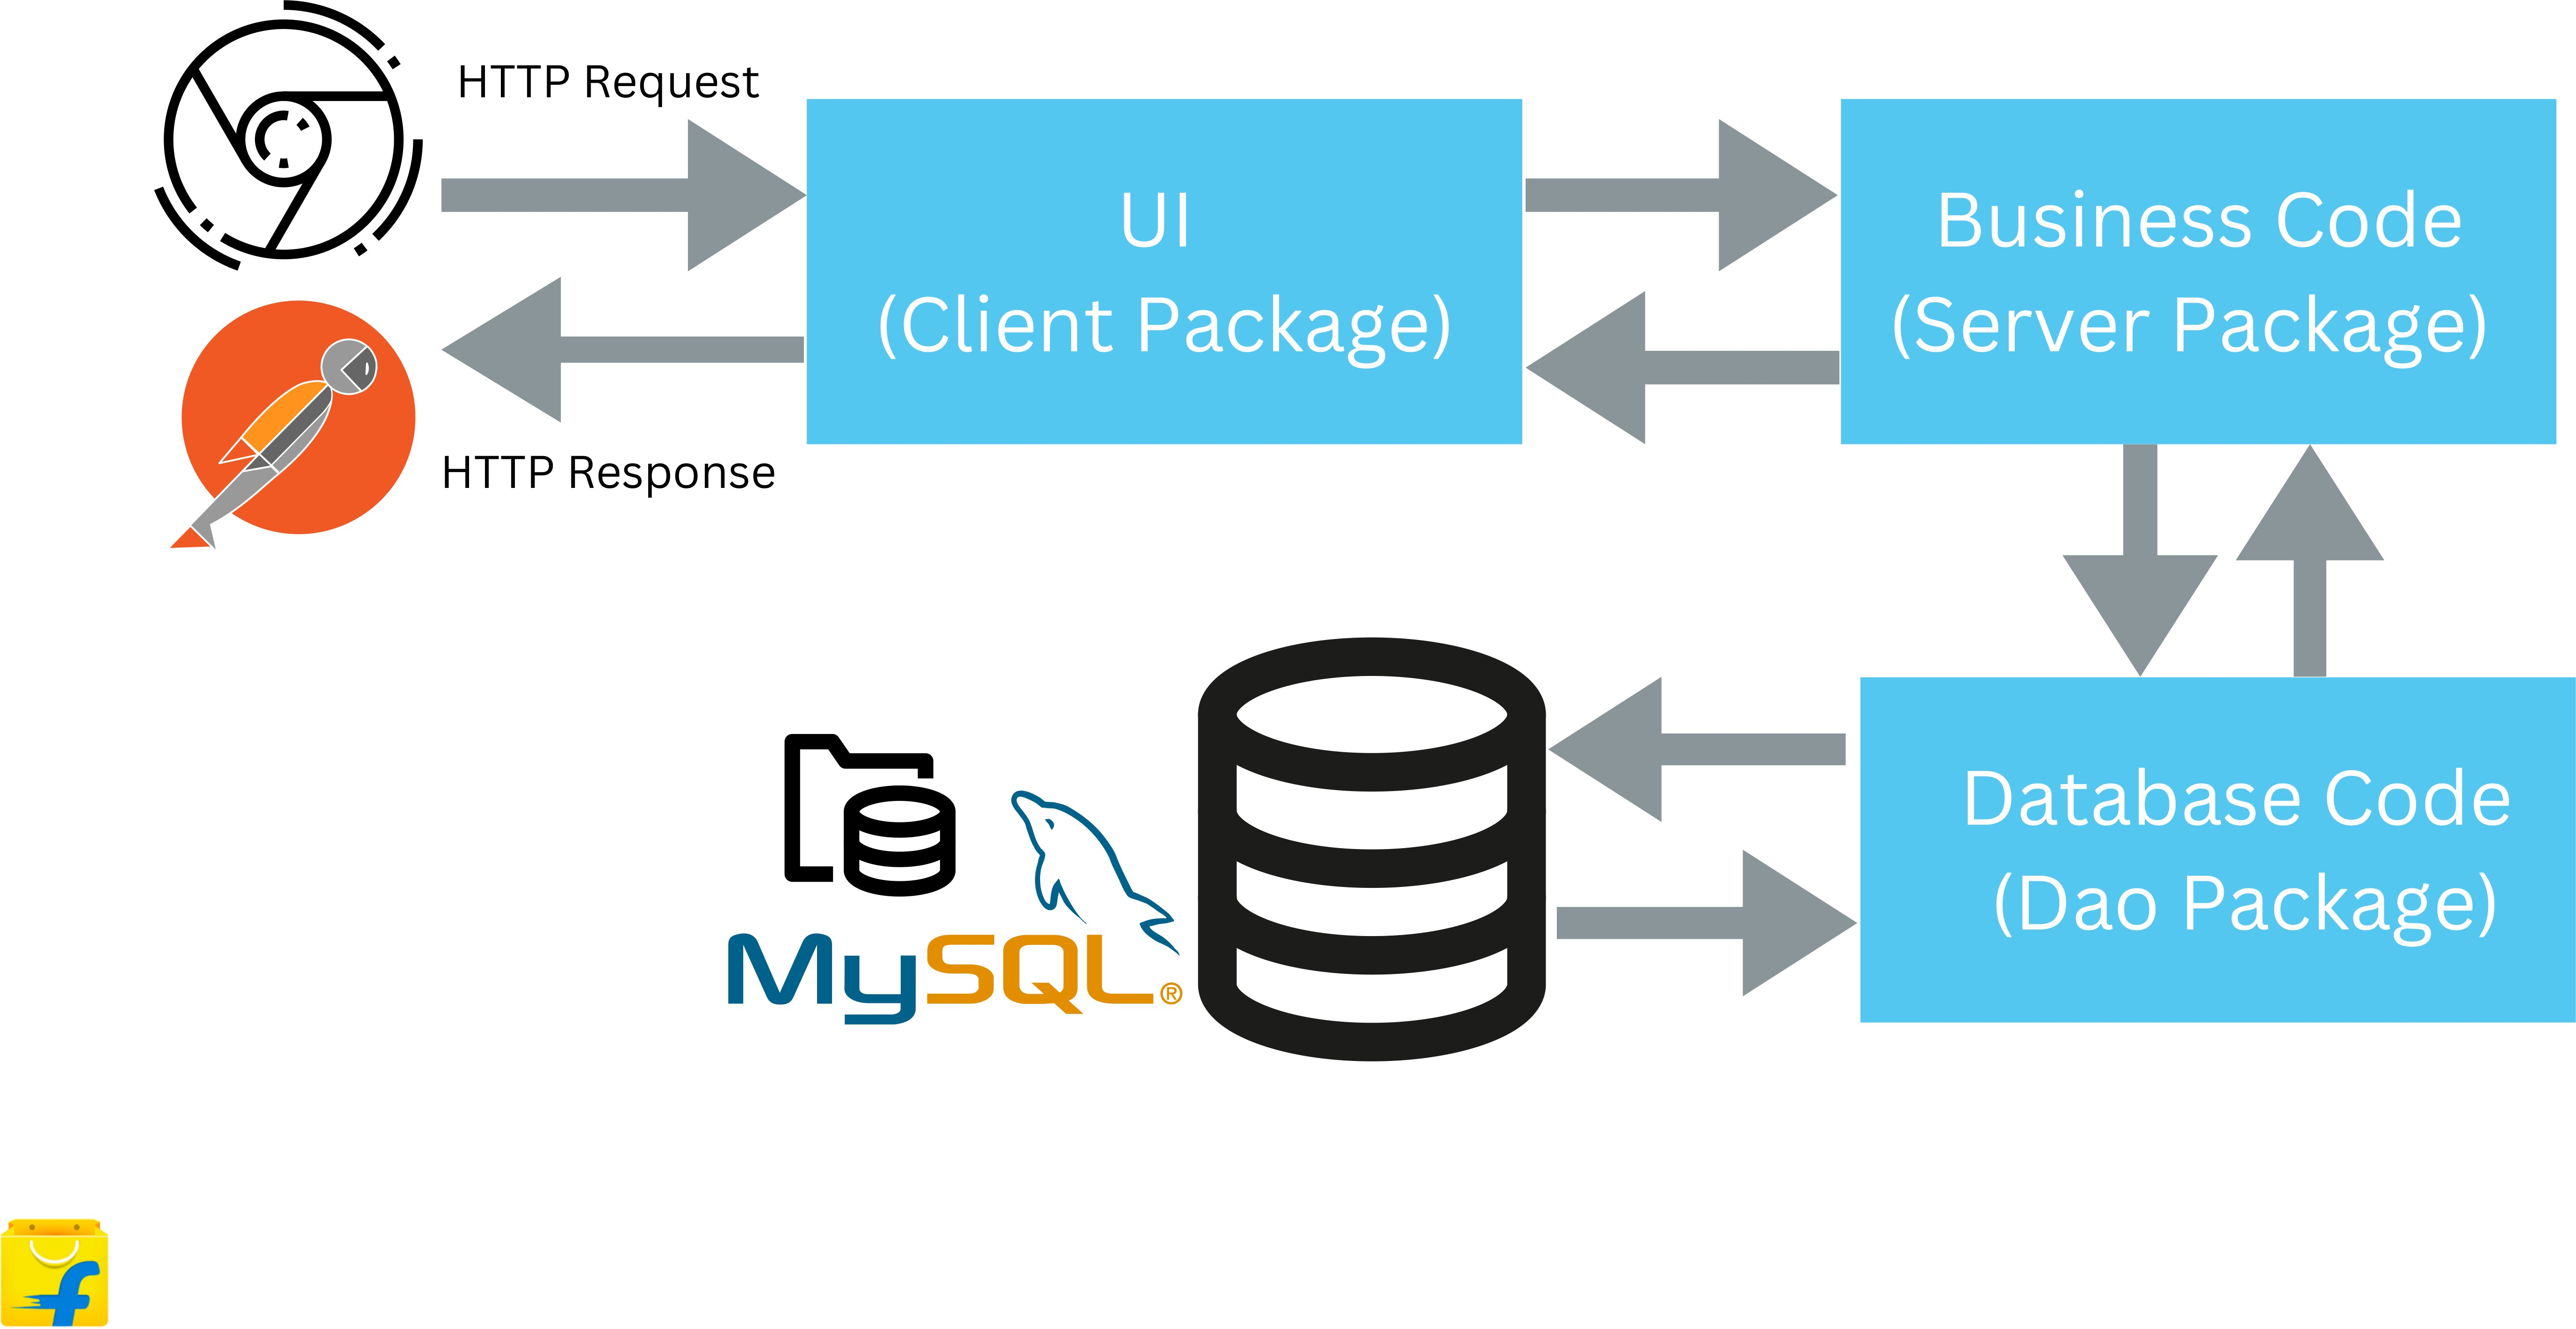 HTTP Request
UI
(Client Package)
Business Code
(Server Package)
HTTP Response
Database Code
(Dao Package)
MySQL®
f